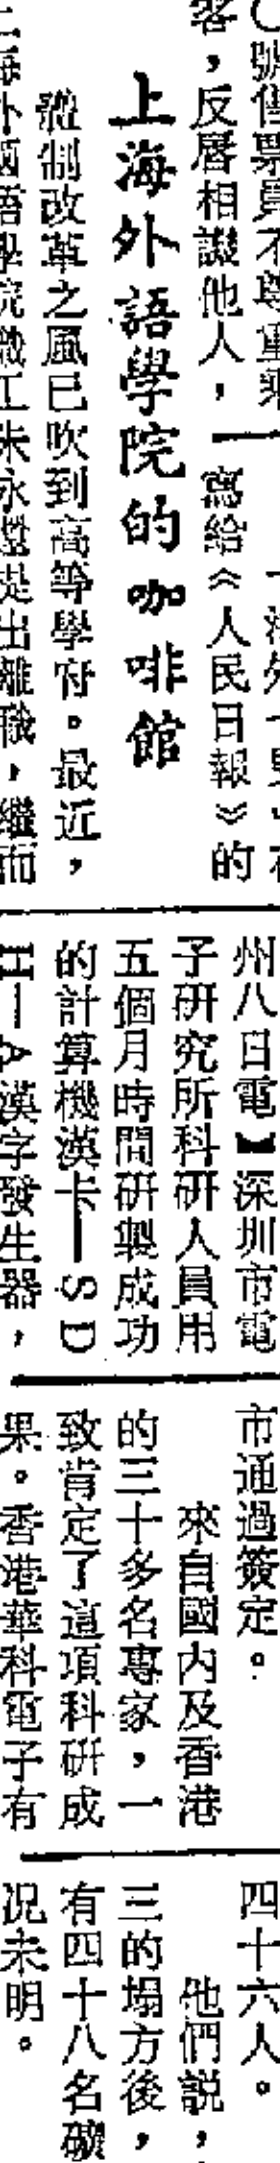 號售票員不尊重乘
客，反唇相譏他人，
寫給《人民日報》的
上海外語學院的咖啡館
體制改革之風已吹到高等學府。最近，
上海外國語學院職工朱永提出離職，繼而
州八日電】深圳市電
子研究所科研人員用
五個月時間研製成功
的計算機漢卡—SD
H—A漢字發生器，
市通過簽定。
來自國內及香港
的三十多名專家，一
致肯定了這項科研成
果。香港華科電子有
四十六人。
他們說，
三的塌方後，
有四十八名礦
況未明。